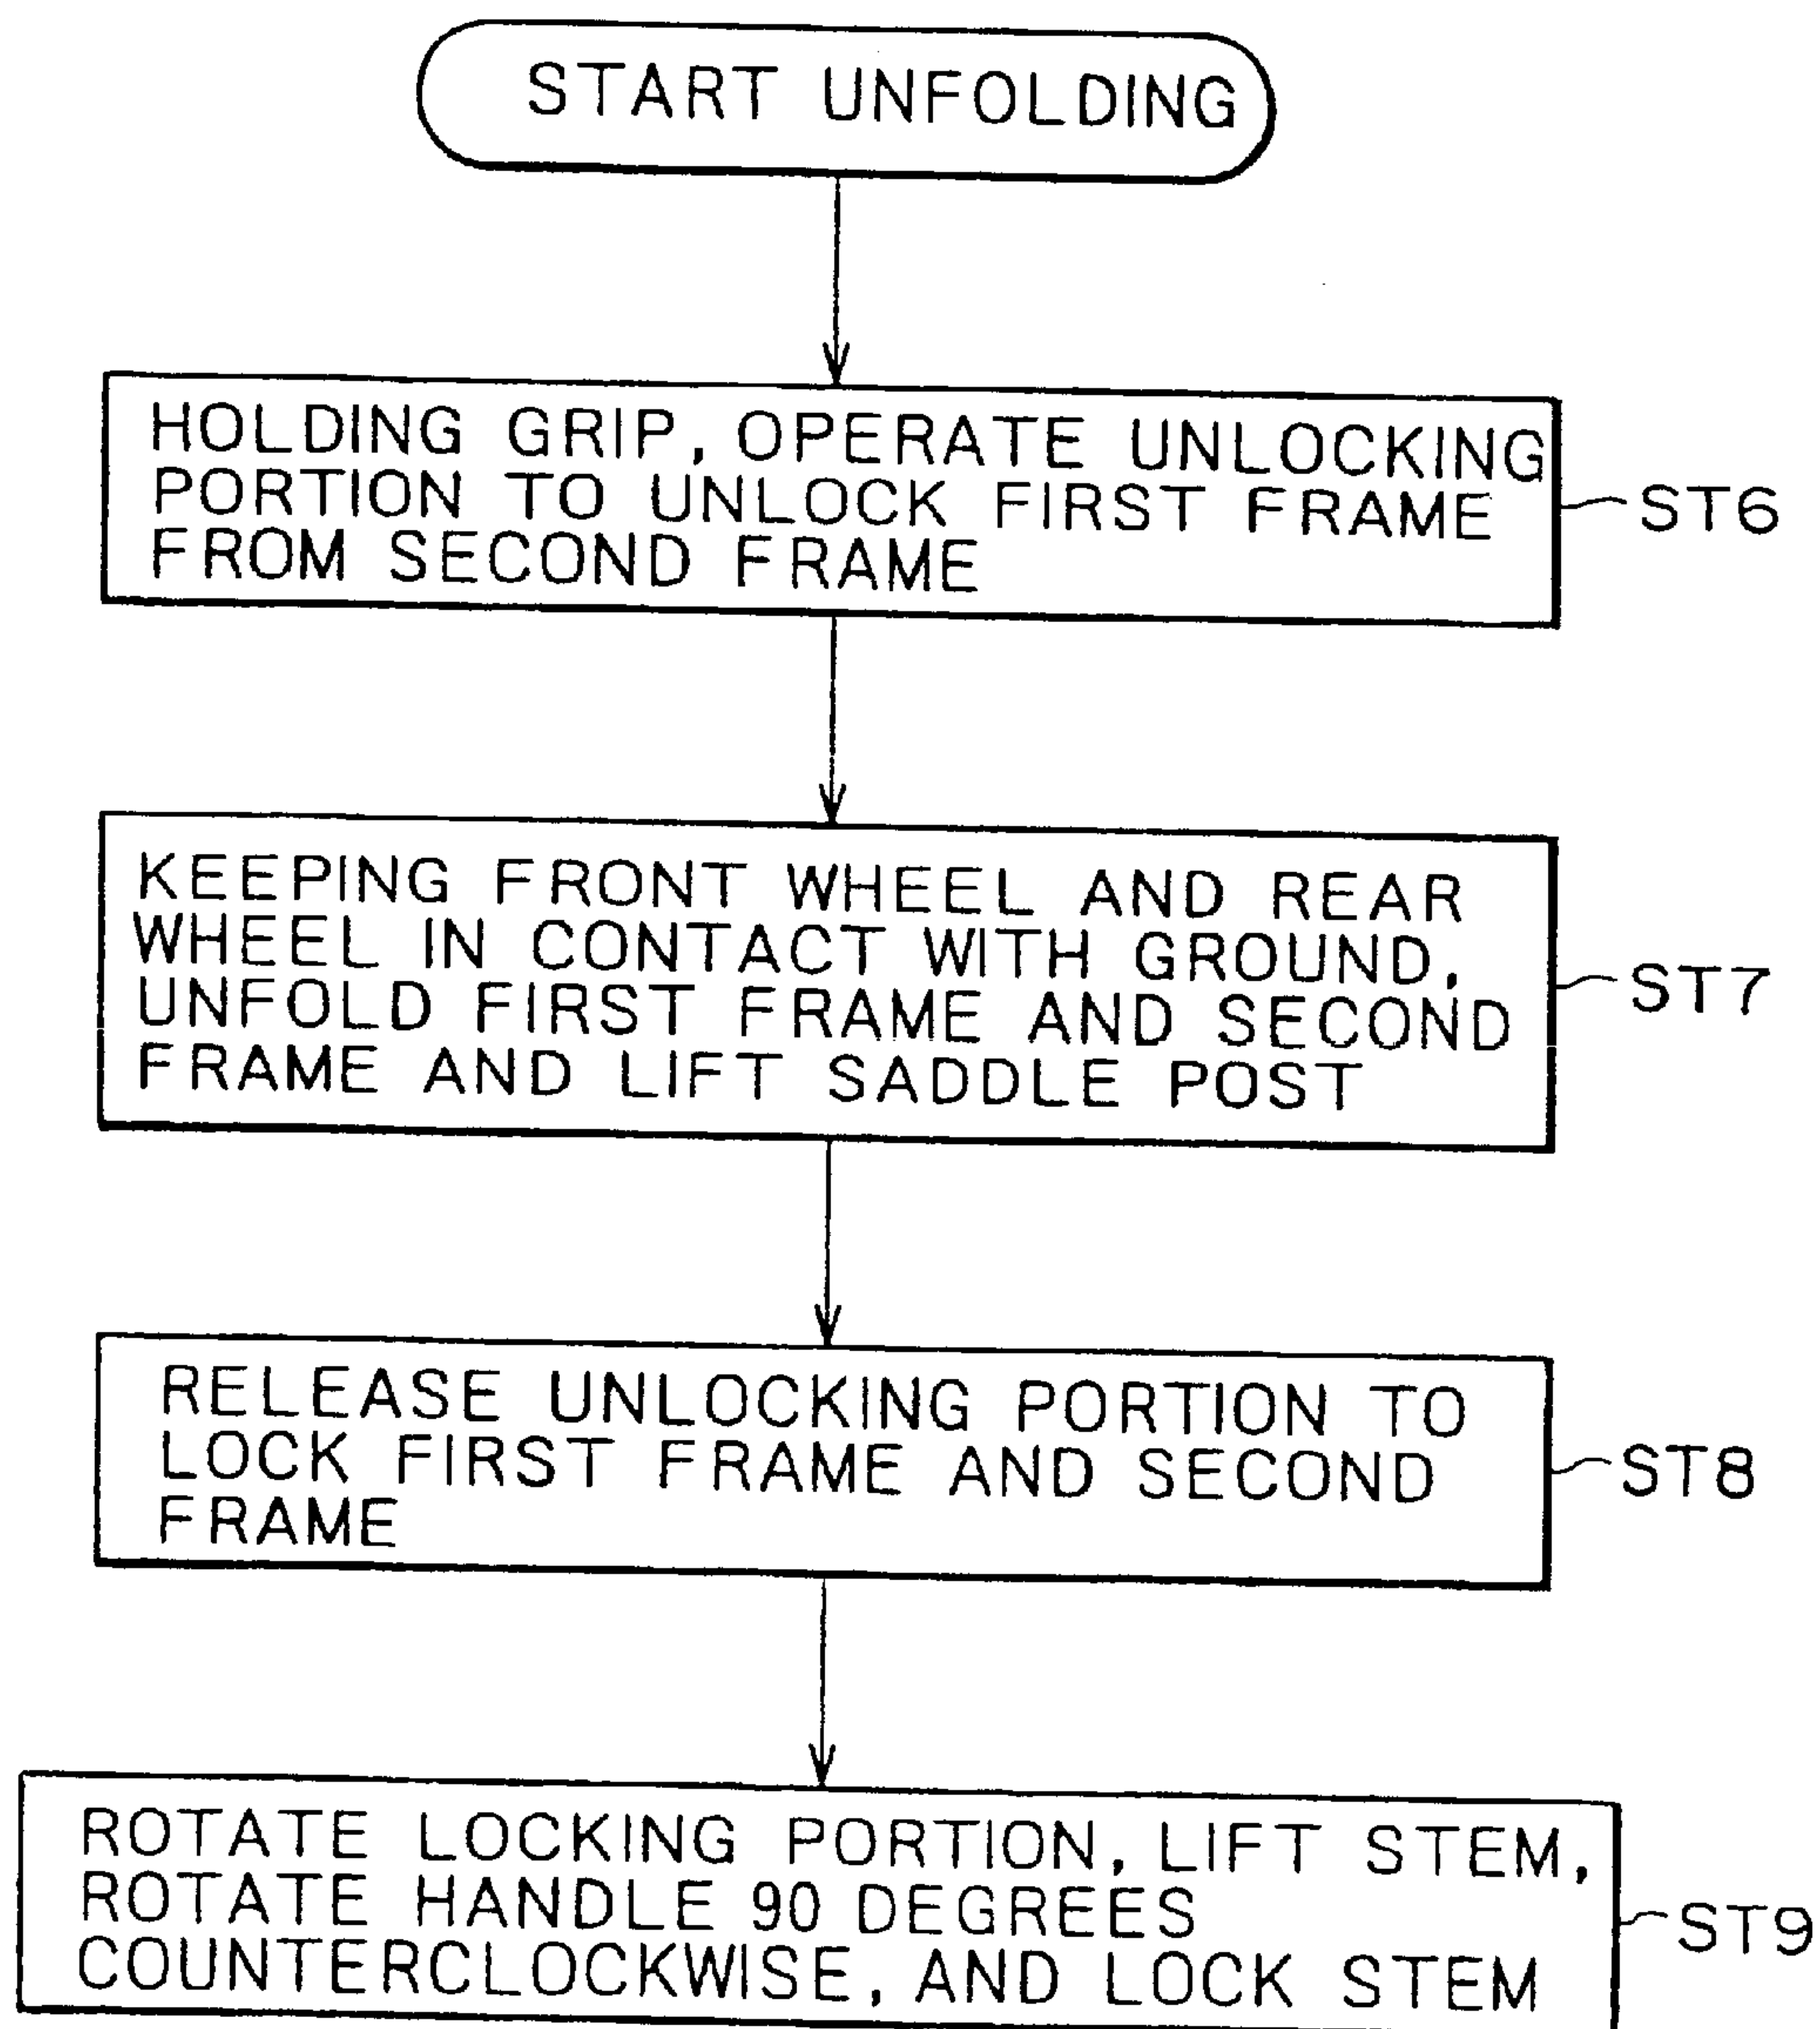 START UNFOLDING
HOLDING GRIP, OPERATE UNLOCKING
PORTION TO UNLOCK FIRST FRAME
FROM SECOND FRAME
ST6
KEEPING FRONT WHEEL AND REAR
WHEEL IN CONTACT WITH GROUND,
UNFOLD FIRST FRAME AND SECOND
FRAME AND LIFT SADDLE POST
ST7
RELEASE UNLOCKING PORTION TO
LOCK FIRST FRAME AND SECOND
FRAME
ST8
ROTATE LOCKING PORTION, LIFT STEM,
ROTATE HANDLE 90 DEGREES
COUNTERCLOCKWISE, AND LOCK STEM
ST9